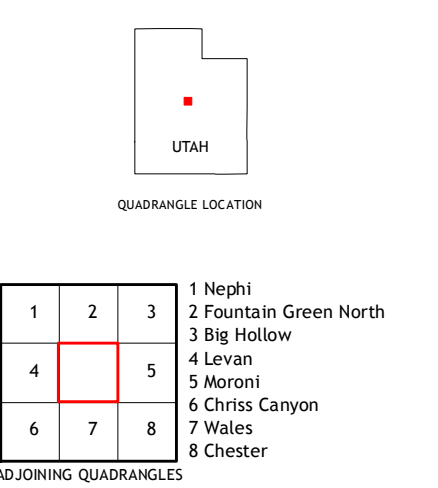 UTAH
QUADRANGLE LOCATION
1 2 3
4 5
6 7 8
1 Nephi
2 Fountain Green North
3 Big Hollow
4 Levan
5 Moroni
6 Chriss Canyon
7 Wales
8 Chester
ADJOINING QUADRANGLES